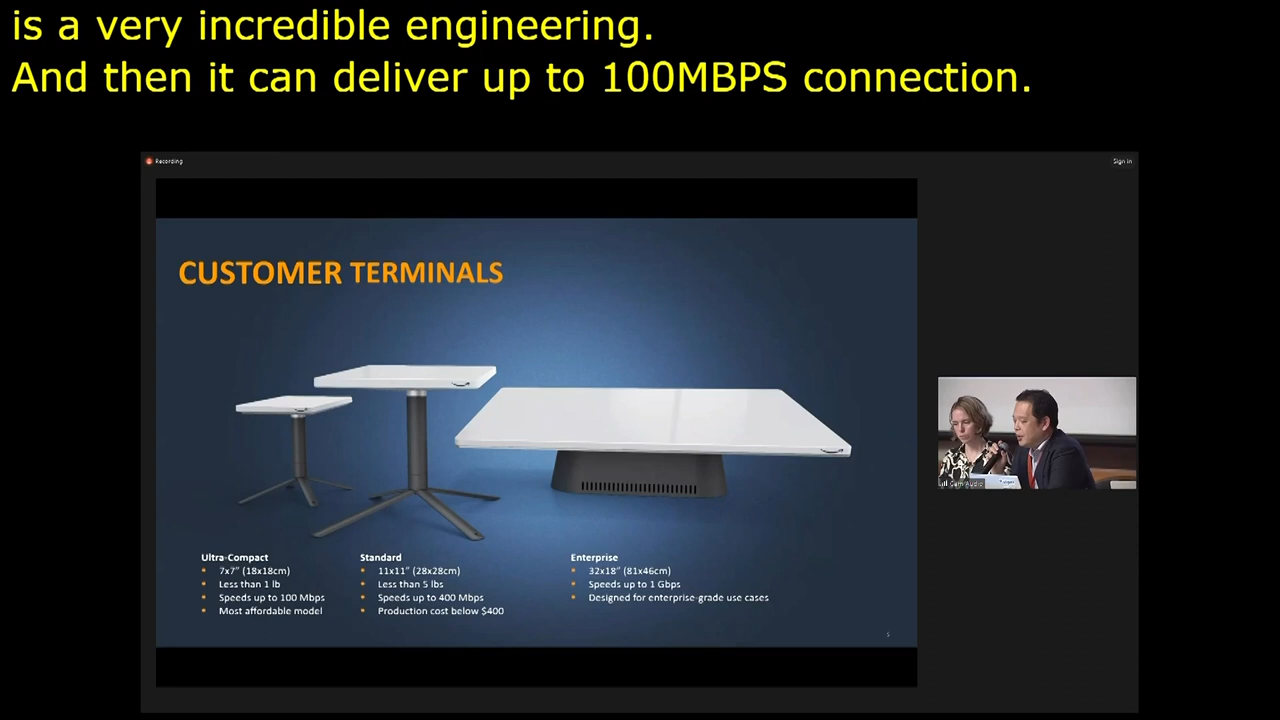 is a very incredible engineering.
And then it can deliver up to 100MBPS connection.
Recording
Sign in
CUSTOMER TERMINALS
Ultra-Compact
• 7x7” (18x18cm)
• Less than 1 lb
• Speeds up to 100 Mbps
• Most affordable model
Standard
• 11x11” (28x28cm)
• Less than 5 lbs
• Speeds up to 400 Mbps
• Production cost below $400
Enterprise
• 32x18” (81x46cm)
• Speeds up to 1 Gbps
• Designed for enterprise-grade use cases
5
Audio